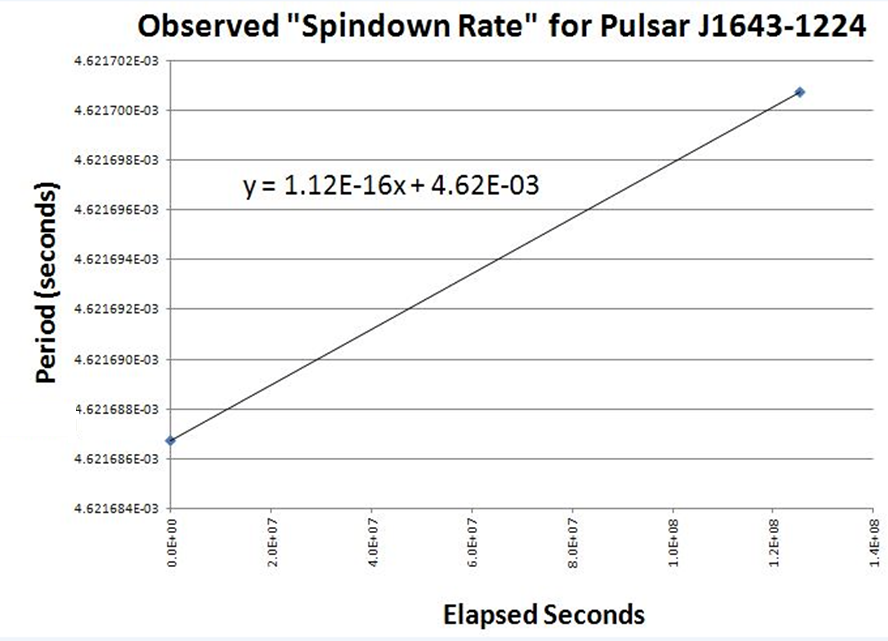 Observed "Spindown Rate" for Pulsar J1643-1224
4.621702E-03
4.621700E-03
4.621698E-03
4.621696E-03
4.621694E-03
4.621692E-03
4.621690E-03
4.621688E-03
4.621686E-03
4.621684E-03
Period (seconds)
y = 1.12E-16x + 4.62E-03
0.0E+00
2.0E+07
4.0E+07
6.0E+07
8.0E+07
1.0E+08
1.2E+08
1.4E+08
Elapsed Seconds